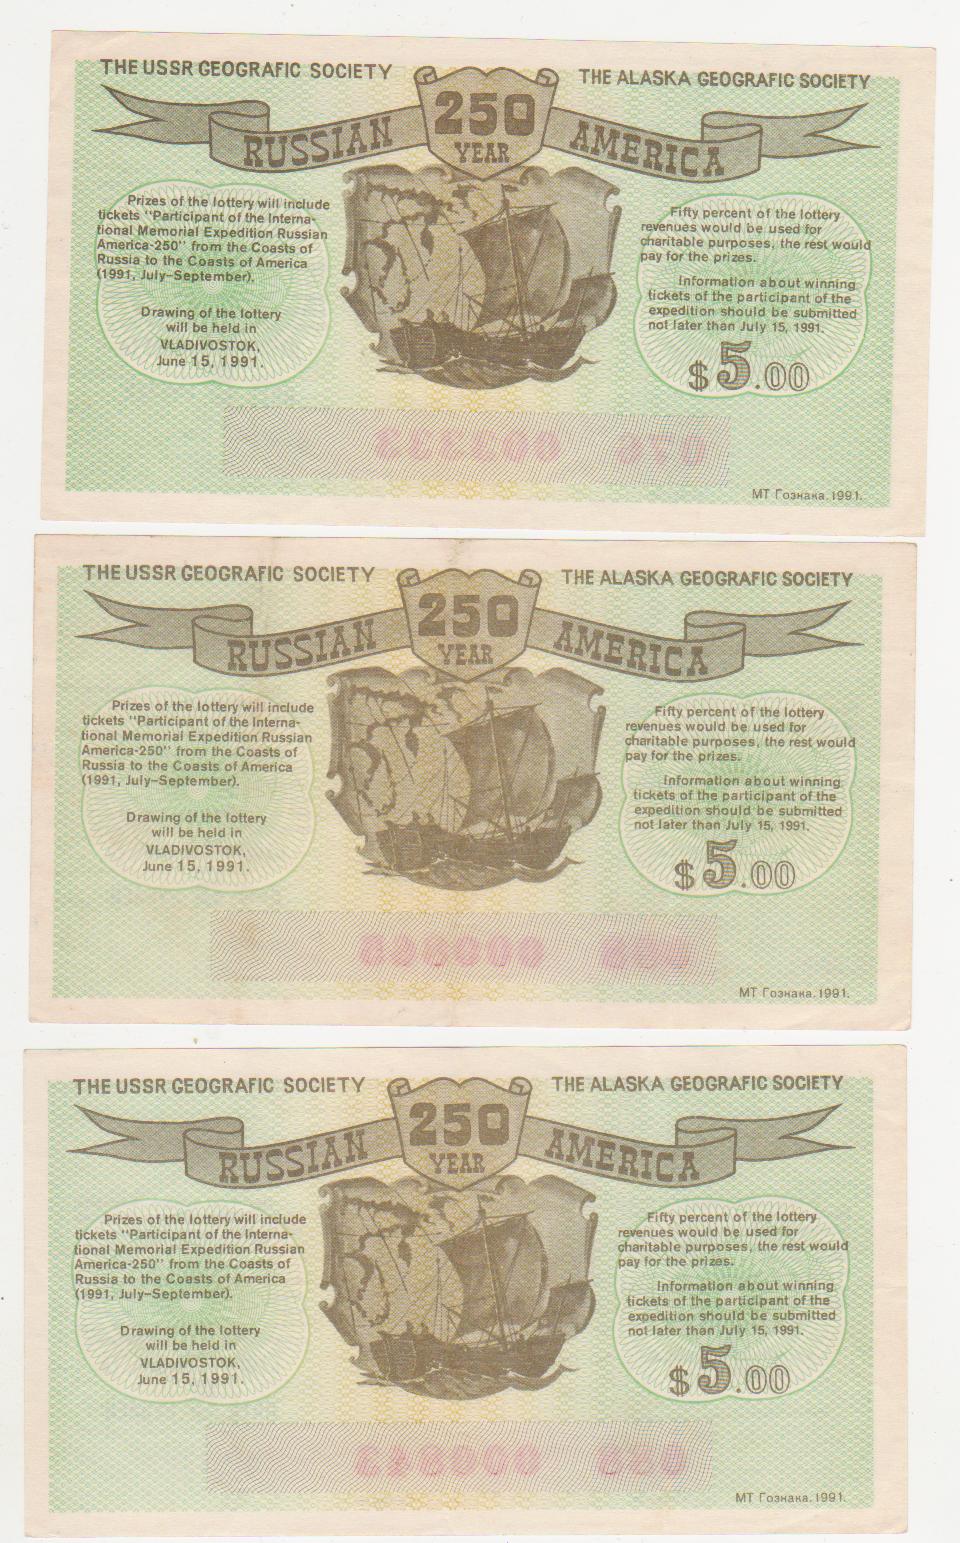 THE USSR GEOGRAFIC SOCIETY
THE ALASKA GEOGRAFIC SOCIETY
250
YEAR
RUSSIAN
AMERICA
Prizes of the lottery will include
tickets "Participant of the Interna-
tional Memorial Expedition Russian
America-250" from the Coasts of
Russia to the Coasts of America
(1991, July–September).
Drawing of the lottery
will be held in
VLADIVOSTOK,
June 15, 1991.
Fifty percent of the lottery
revenues would be used for
charitable purposes, the rest would
pay for the prizes.
Information about winning
tickets of the participant of the
expedition should be submitted
not later than July 15, 1991.
$5.00
МТ Гознака. 1991.
THE USSR GEOGRAFIC SOCIETY
THE ALASKA GEOGRAFIC SOCIETY
250
YEAR
RUSSIAN
AMERICA
Prizes of the lottery will include
tickets "Participant of the Interna-
tional Memorial Expedition Russian
America-250" from the Coasts of
Russia to the Coasts of America
(1991, July–September).
Drawing of the lottery
will be held in
VLADIVOSTOK,
June 15, 1991.
Fifty percent of the lottery
revenues would be used for
charitable purposes, the rest would
pay for the prizes.
Information about winning
tickets of the participant of the
expedition should be submitted
not later than July 15, 1991.
$5.00
МТ Гознака. 1991.
THE USSR GEOGRAFIC SOCIETY
THE ALASKA GEOGRAFIC SOCIETY
250
YEAR
RUSSIAN
AMERICA
Prizes of the lottery will include
tickets "Participant of the Interna-
tional Memorial Expedition Russian
America-250" from the Coasts of
Russia to the Coasts of America
(1991, July–September).
Drawing of the lottery
will be held in
VLADIVOSTOK,
June 15, 1991.
Fifty percent of the lottery
revenues would be used for
charitable purposes, the rest would
pay for the prizes.
Information about winning
tickets of the participant of the
expedition should be submitted
not later than July 15, 1991.
$5.00
МТ Гознака. 1991.